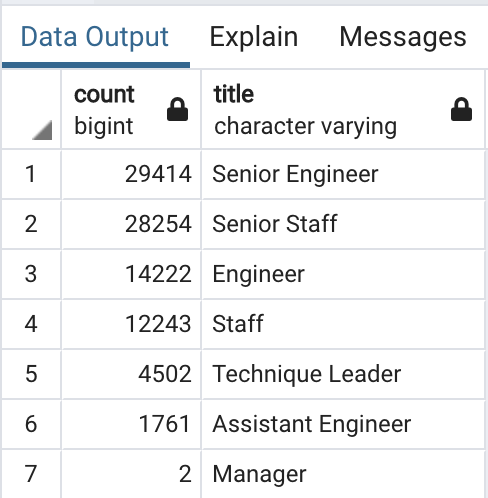 Data Output Explain Messages
count title
bigint character varying
1 29414 Senior Engineer
2 28254 Senior Staff
3 14222 Engineer
4 12243 Staff
5 4502 Technique Leader
6 1761 Assistant Engineer
7 2 Manager